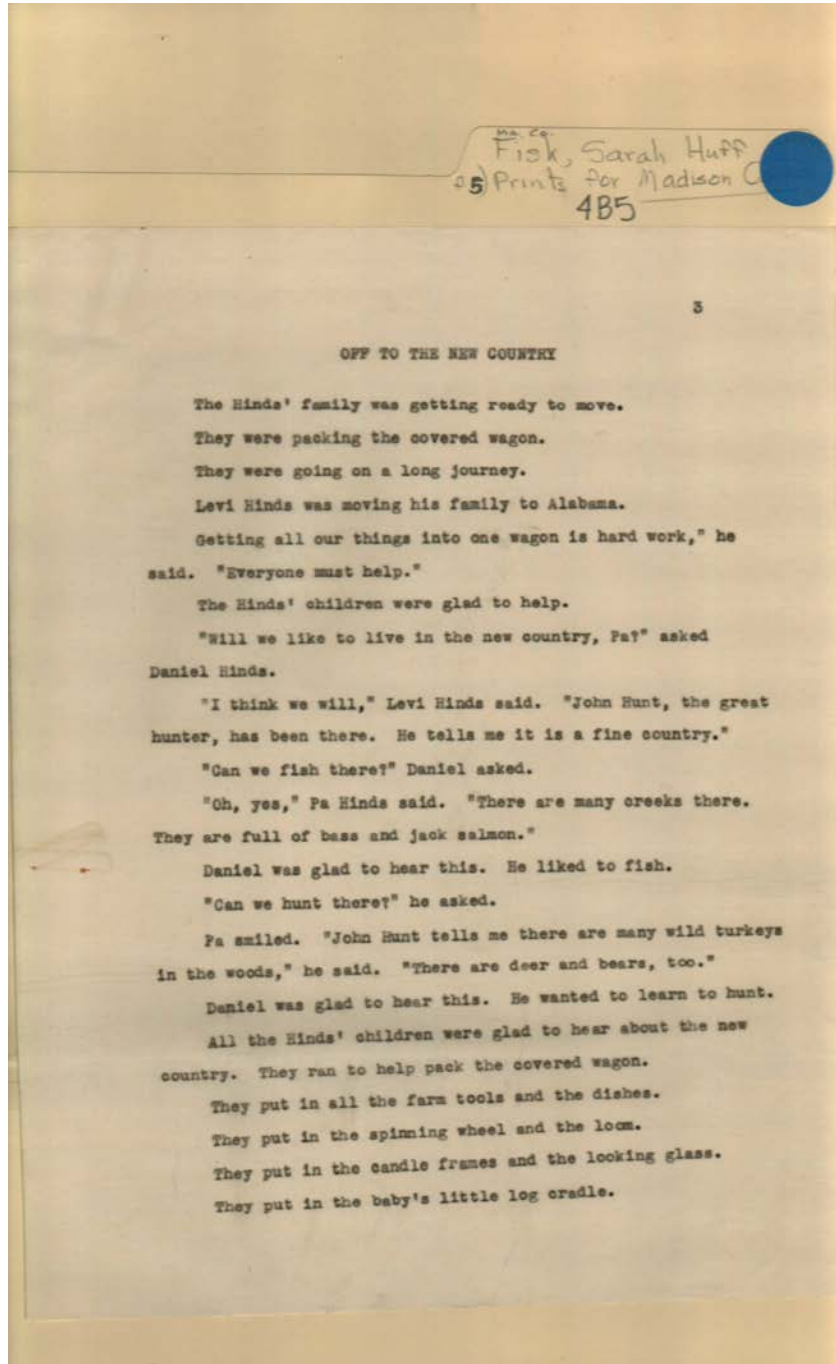 Ma. Co.
Fisk, Sarah Huff
5) Prints for Madison
4B5
3
OFF TO THE NEW COUNTRY
The Hinds' family was getting ready to move.
They were packing the covered wagon.
They were going on a long journey.
Levi Hinds was moving his family to Alabama.
Getting all our things into one wagon is hard work," he
said. "Everyone must help."
The Hinds' children were glad to help.
"Will we like to live in the new country, Pa?" asked
Daniel Hinds.
"I think we will," Levi Hinds said. "John Hunt, the great
hunter, has been there. He tells me it is a fine country."
"Can we fish there?" Daniel asked.
"Oh, yes," Pa Hinds said. "There are many creeks there.
They are full of bass and jack salmon."
Daniel was glad to hear this. He liked to fish.
"Can we hunt there?" he asked.
Pa smiled. "John Hunt tells me there are many wild turkeys
in the woods," he said. "There are deer and bears, too."
Daniel was glad to hear this. He wanted to learn to hunt.
All the Hinds' children were glad to hear about the new
country. They ran to help pack the covered wagon.
They put in all the farm tools and the dishes.
They put in the spinning wheel and the loom.
They put in the candle frames and the looking glass.
They put in the baby's little log cradle.